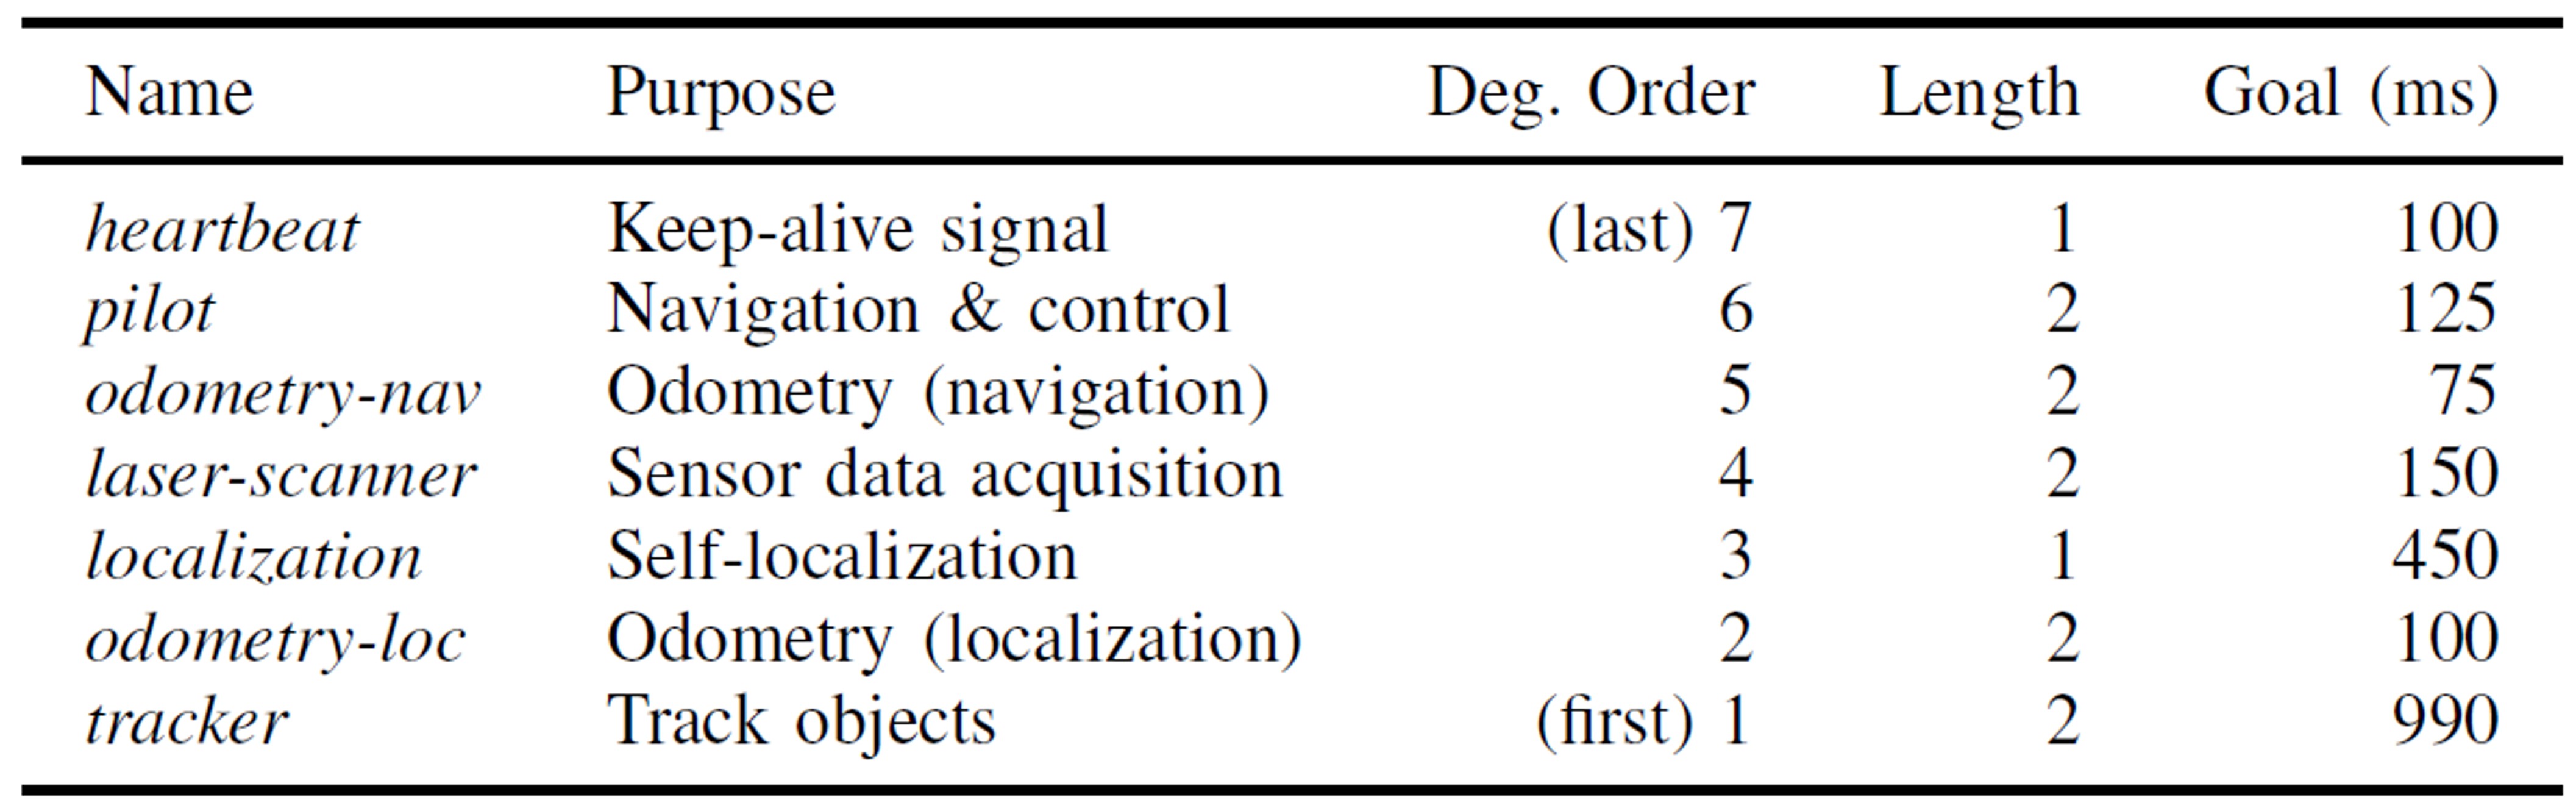 Name Purpose Deg. Order Length Goal (ms)
heartbeat Keep-alive signal (last) 7 1 100
pilot Navigation & control 6 2 125
odometry-nav Odometry (navigation) 5 2 75
laser-scanner Sensor data acquisition 4 2 150
localization Self-localization 3 1 450
odometry-loc Odometry (localization) 2 2 100
tracker Track objects (first) 1 2 990